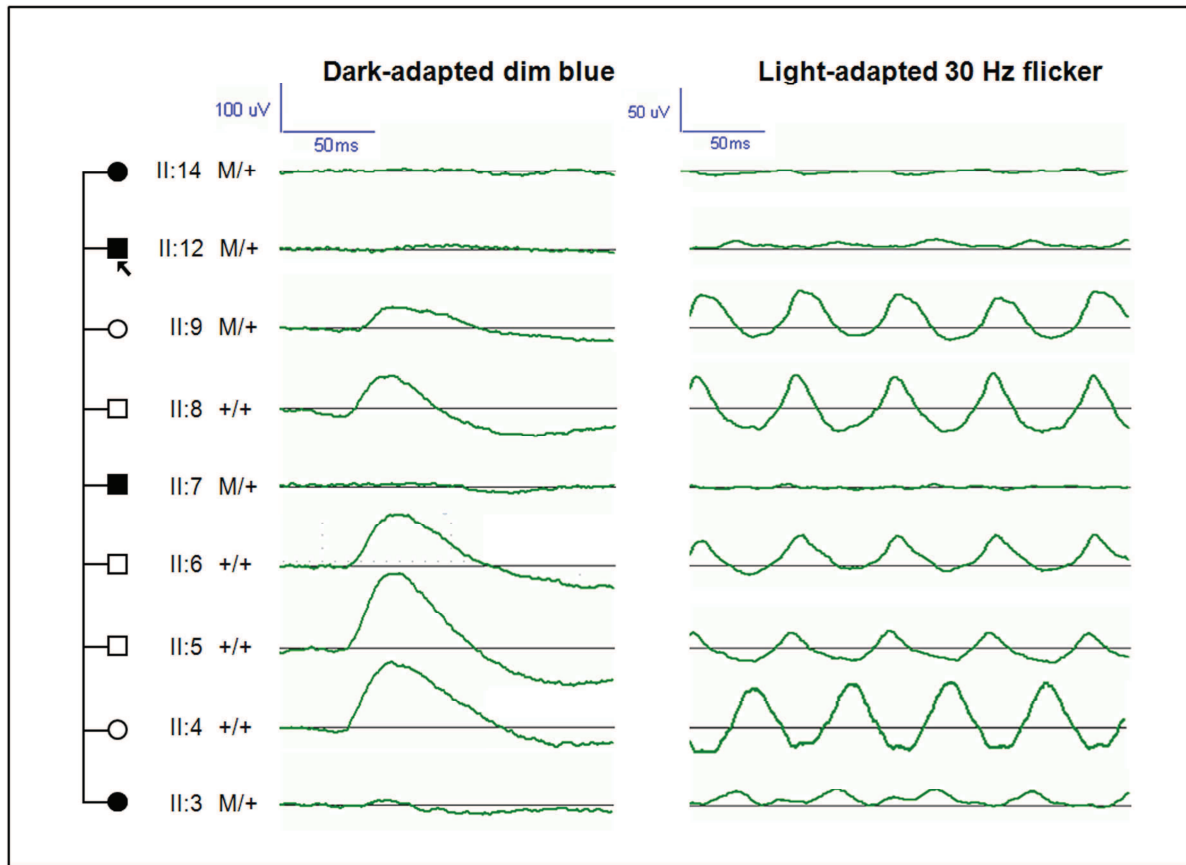 Dark-adapted dim blue
Light-adapted 30 Hz flicker
100 uV
50ms
50 uV
50ms
II:14 M/+
II:12 M/+
II:9 M/+
II:8 +/+
II:7 M/+
II:6 +/+
II:5 +/+
II:4 +/+
II:3 M/+